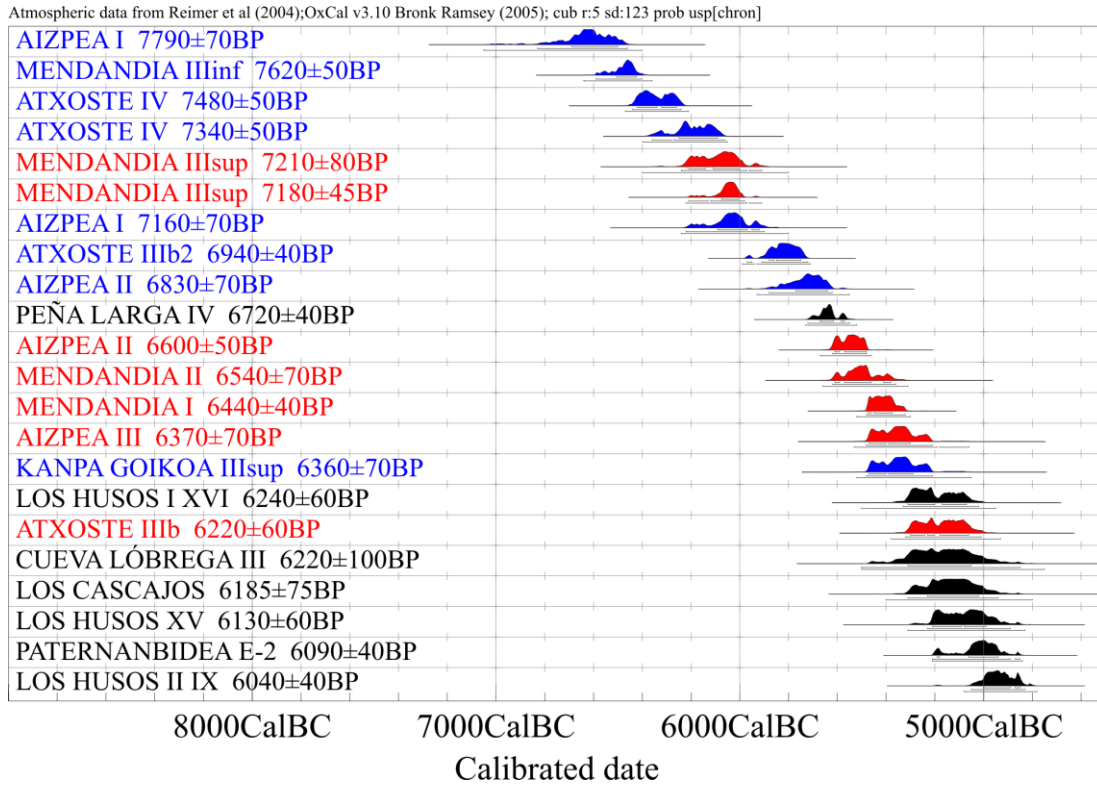 Atmospheric data from Reimer et al (2004);OxCal v3.10 Bronk Ramsey (2005); cub r:5 sd:123 prob usp[chron]
AIZPEA I 7790±70BP
MENDANDIA IIIinf 7620±50BP
ATXOSTE IV 7480±50BP
ATXOSTE IV 7340±50BP
MENDANDIA IIIsup 7210±80BP
MENDANDIA IIIsup 7180±45BP
AIZPEA I 7160±70BP
ATXOSTE IIIb2 6940±40BP
AIZPEA II 6830±70BP
PEÑA LARGA IV 6720±40BP
AIZPEA II 6600±50BP
MENDANDIA II 6540±70BP
MENDANDIA I 6440±40BP
AIZPEA III 6370±70BP
KANPA GOIKOA IIIsup 6360±70BP
LOS HUSOS I XVI 6240±60BP
ATXOSTE IIIb 6220±60BP
CUEVA LÓBREGA III 6220±100BP
LOS CASCAJOS 6185±75BP
LOS HUSOS XV 6130±60BP
PATERNANBIDEA E-2 6090±40BP
LOS HUSOS II IX 6040±40BP
8000CalBC 7000CalBC 6000CalBC 5000CalBC
Calibrated date